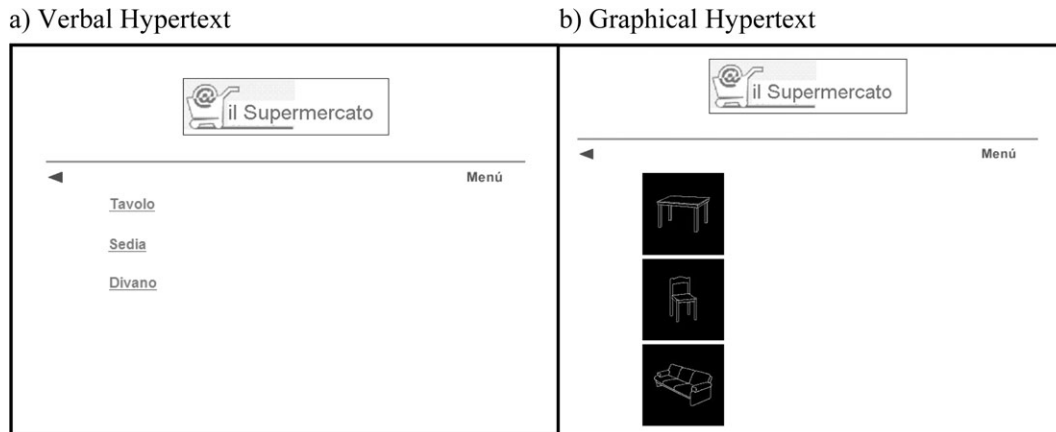 a) Verbal Hypertext
b) Graphical Hypertext
@ il Supermercato
Menú
Tavolo
Sedia
Divano
@ il Supermercato
Menú